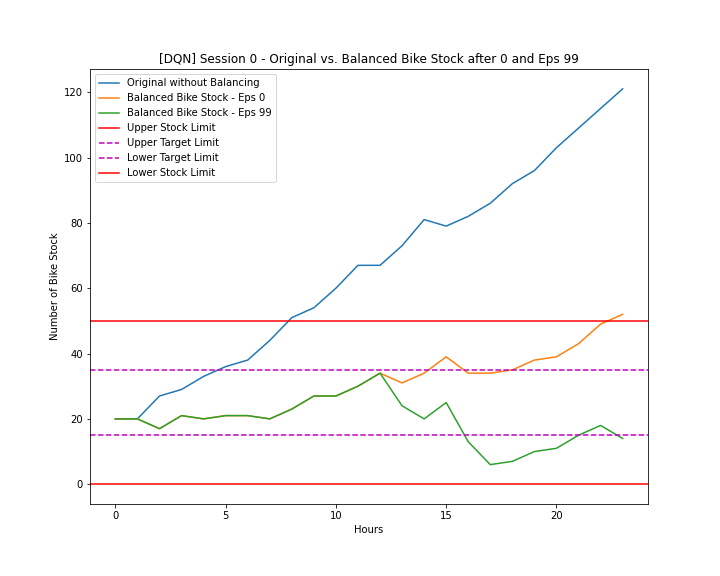 [DQN] Session 0 - Original vs. Balanced Bike Stock after 0 and Eps 99
Original without Balancing
Balanced Bike Stock - Eps 0
Balanced Bike Stock - Eps 99
Upper Stock Limit
Upper Target Limit
Lower Target Limit
Lower Stock Limit
Number of Bike Stock
120
100
80
60
40
20
0
0 5 10 15 20
Hours